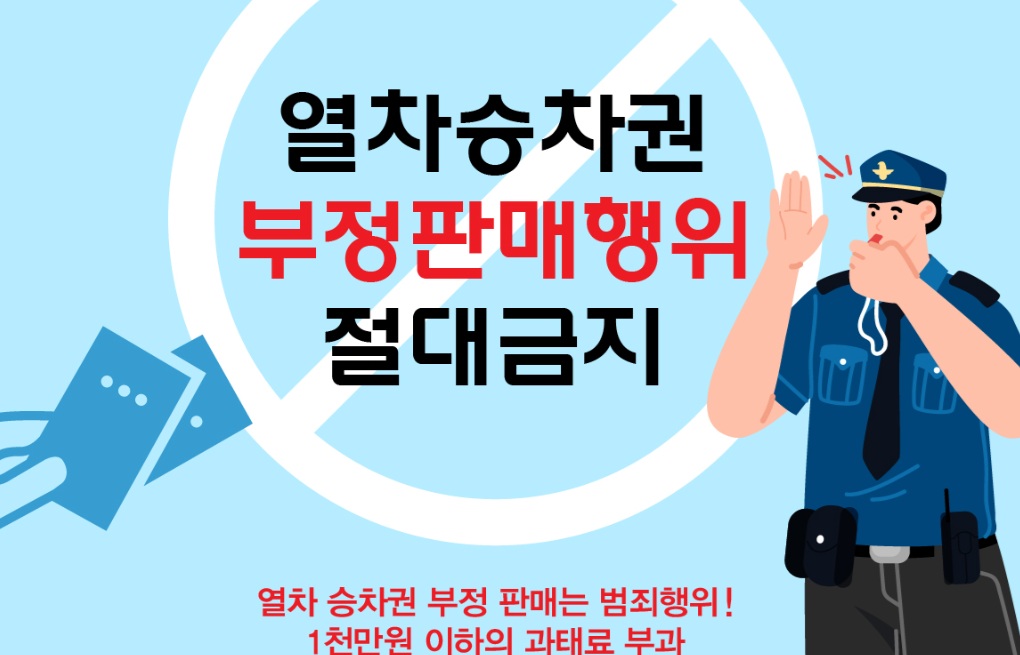 열차승차권
부정판매행위
절대금지
열차 승차권 부정 판매는 범죄행위!
1천만원 이하의 과태료 부과